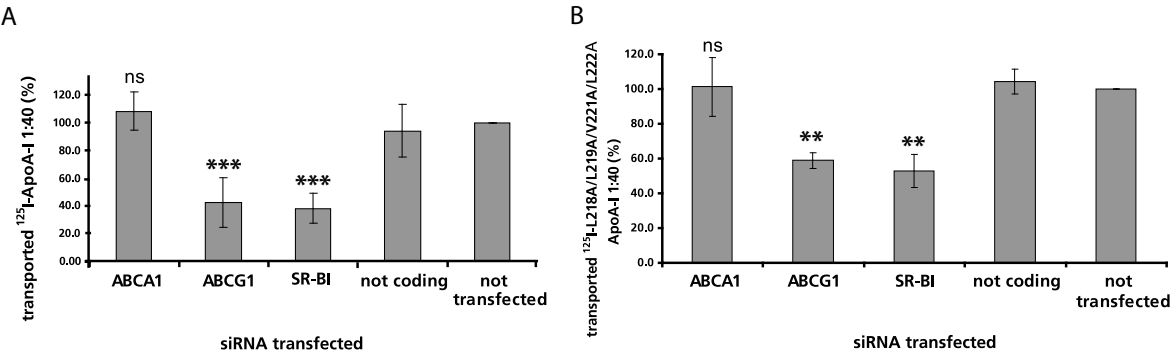 A
transported ¹²⁵I-ApoA-I 1:40 (%)
120.0
100.0
80.0
60.0
40.0
20.0
0.00
ns
***
***
ABCA1
ABCG1
SR-BI
not coding
not
transfected
siRNA transfected
B
transported ¹²⁵I-L218A/L219A/V221A/L222A
ApoA-I 1:40 (%)
120.0
100.0
80.0
60.0
40.0
20.0
0.0
ns
**
**
ABCA1
ABCG1
SR-BI
not coding
not
transfected
siRNA transfected